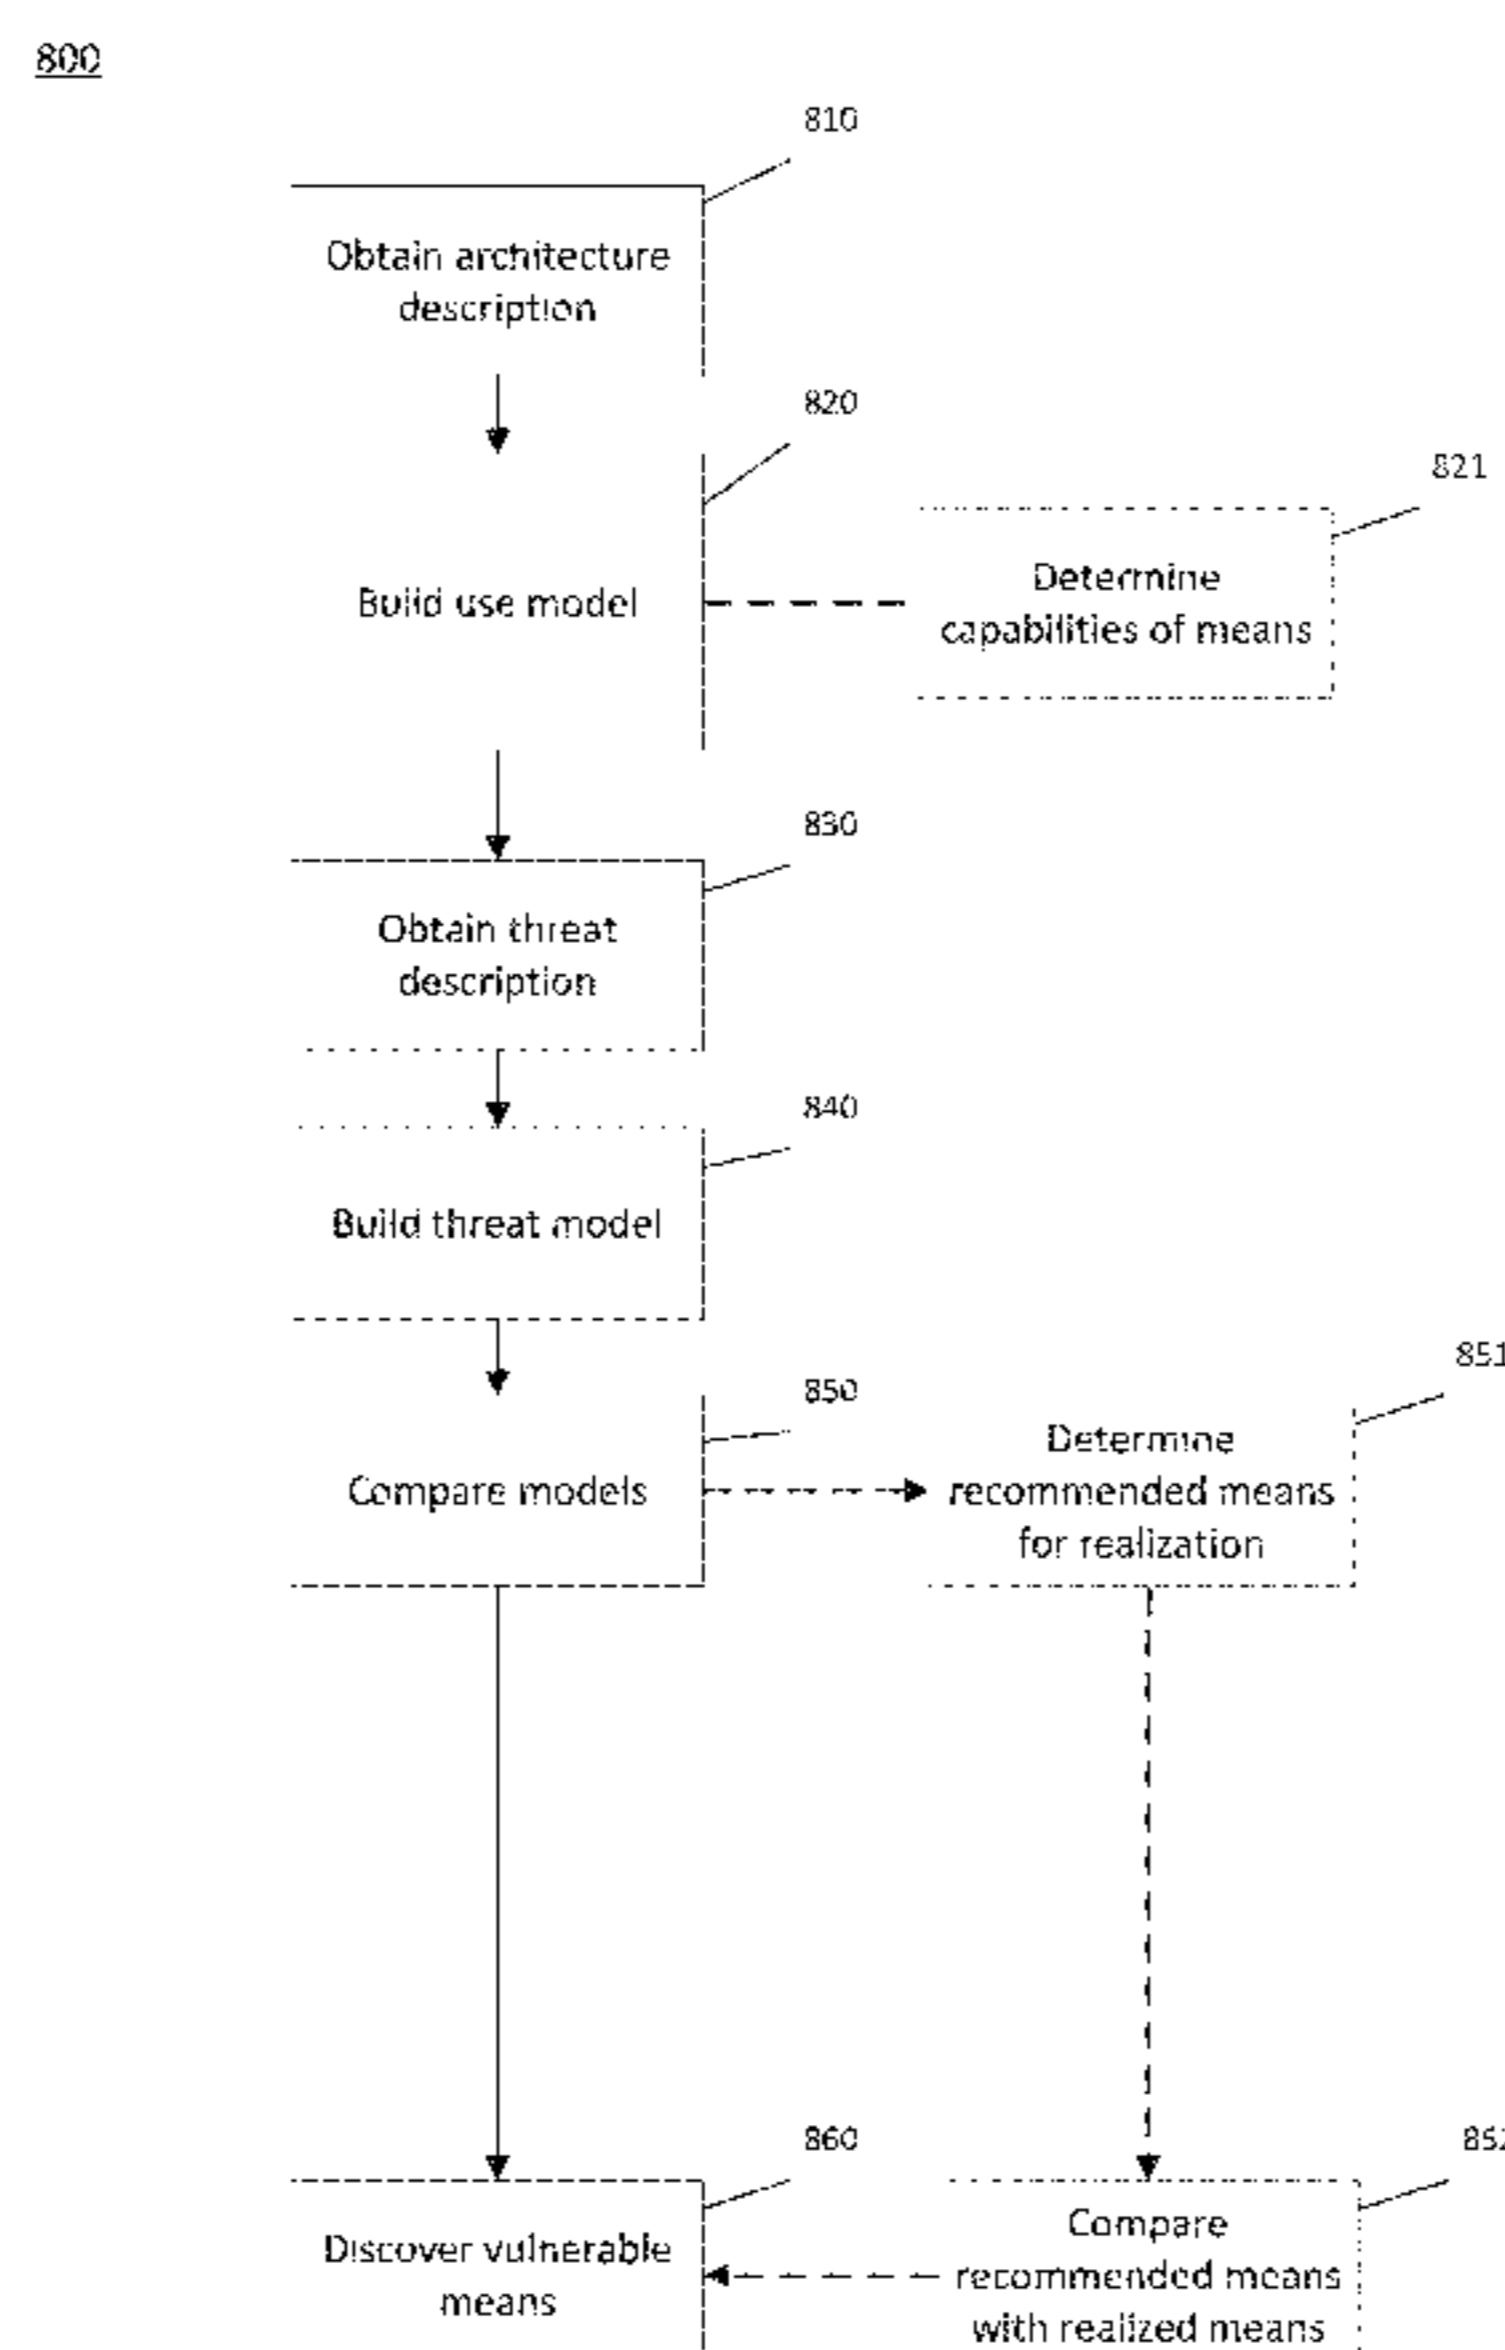 800
810
Obtain architecture
description
820
821
Build use model
Determine
capabilities of means
830
Obtain threat
description
840
Build threat model
850
851
Compare models
Determine
recommended means
for realization
860
Discover vulnerable
means
Compare
recommended means
with realized means